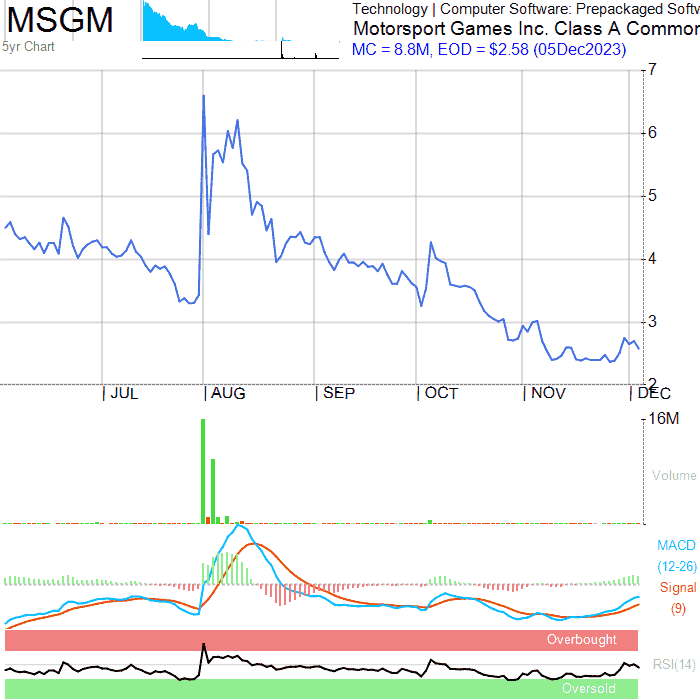 MSGM
5yr Chart
Technology | Computer Software: Prepackaged Softw
Motorsport Games Inc. Class A Common
MC = 8.8M, EOD = $2.58 (05Dec2023)
7
6
5
4
3
2
JUL AUG SEP OCT NOV DEC
16M
Volume
MACD
(12-26)
Signal
(9)
Overbought
RSI(14)
Oversold